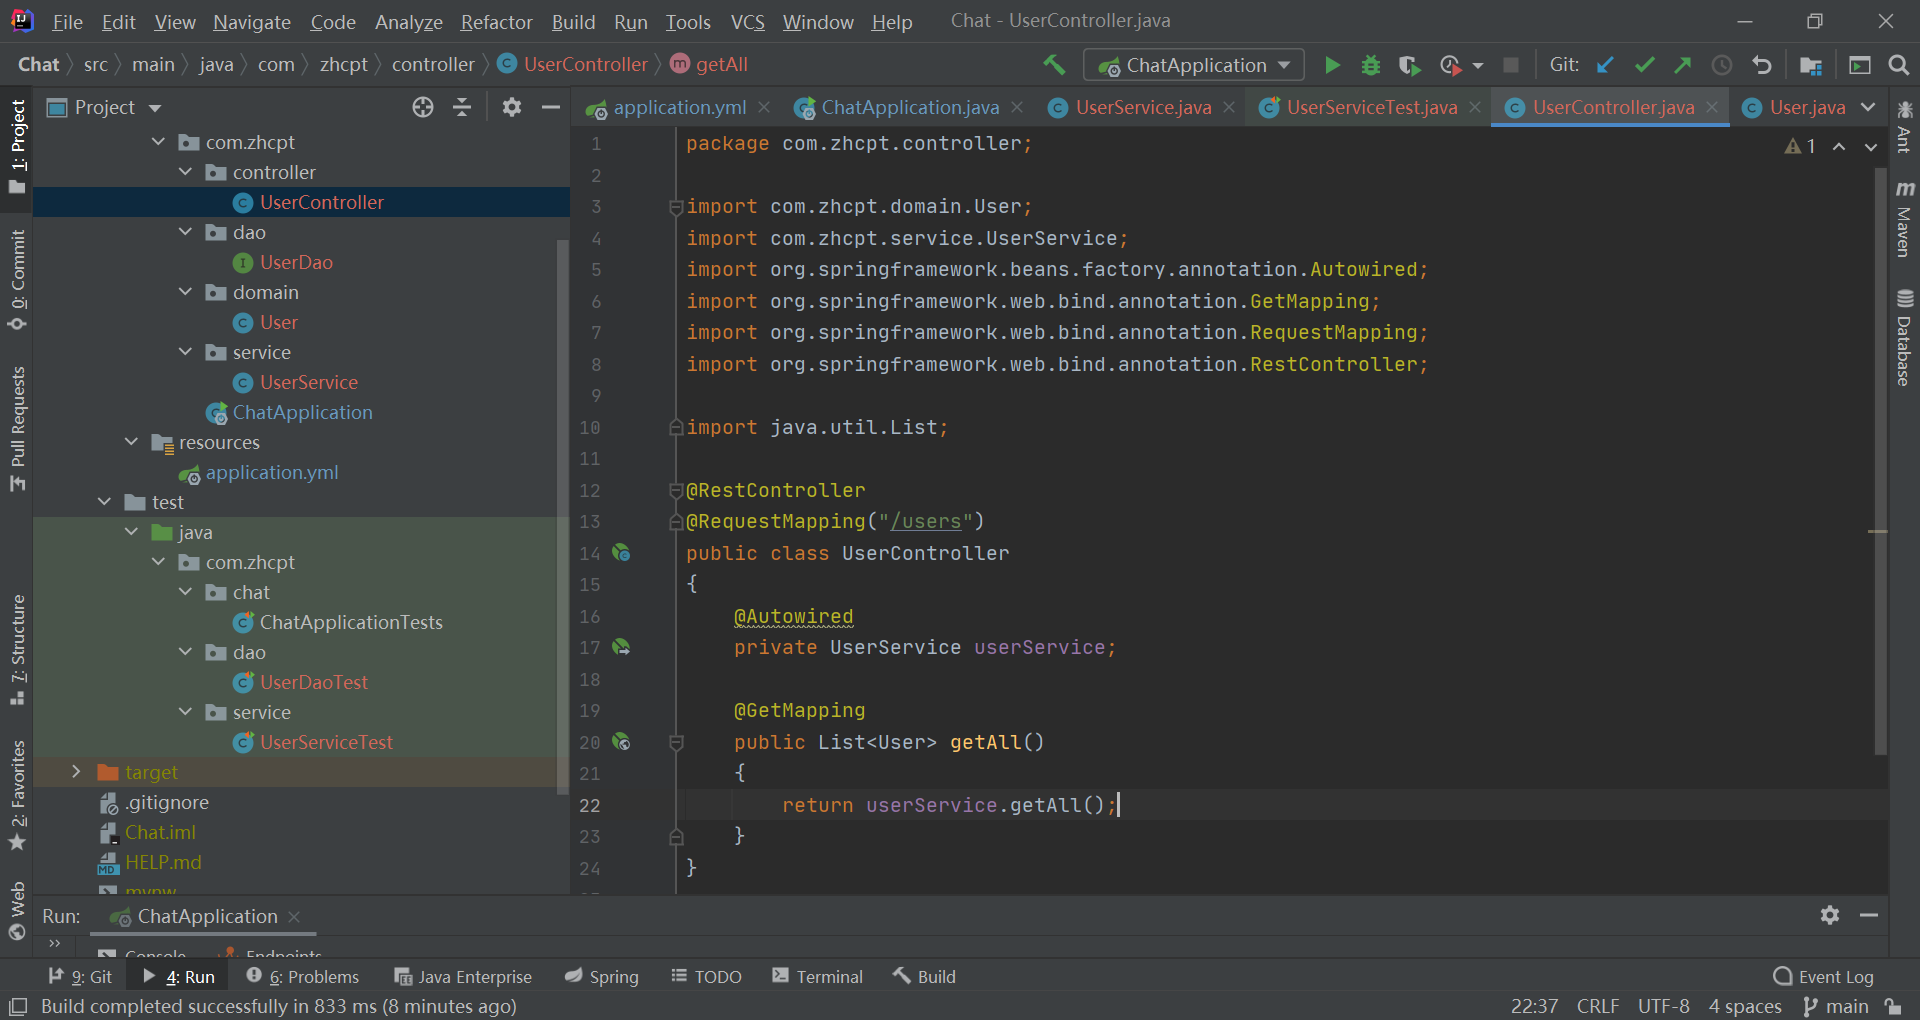 File Edit View Navigate Code Analyze Refactor Build Run Tools VCS Window Help Chat - UserController.java
Chat src main java com zhcpt controller UserController getAll ChatApplication Git:
1: Project
0: Commit
Pull Requests
7: Structure
2: Favorites
Web
Project
com.zhcpt
controller
UserController
dao
UserDao
domain
User
service
UserService
ChatApplication
resources
application.yml
test
java
com.zhcpt
chat
ChatApplicationTests
dao
UserDaoTest
service
UserServiceTest
target
.gitignore
Chat.iml
HELP.md
mvnw
application.yml ChatApplication.java UserService.java UserServiceTest.java UserController.java User.java
1 package com.zhcpt.controller;
2
3 import com.zhcpt.domain.User;
4 import com.zhcpt.service.UserService;
5 import org.springframework.beans.factory.annotation.Autowired;
6 import org.springframework.web.bind.annotation.GetMapping;
7 import org.springframework.web.bind.annotation.RequestMapping;
8 import org.springframework.web.bind.annotation.RestController;
9
10 import java.util.List;
11
12 @RestController
13 @RequestMapping("/users")
14 public class UserController
15 {
16 @Autowired
17 private UserService userService;
18
19 @GetMapping
20 public List<User> getAll()
21 {
22 return userService.getAll();
23 }
24 }
1
Ant
Maven
Database
Run: ChatApplication
Console Endpoints
9: Git 4: Run 6: Problems Java Enterprise Spring TODO Terminal Build Event Log
Build completed successfully in 833 ms (8 minutes ago) 22:37 CRLF UTF-8 4 spaces main